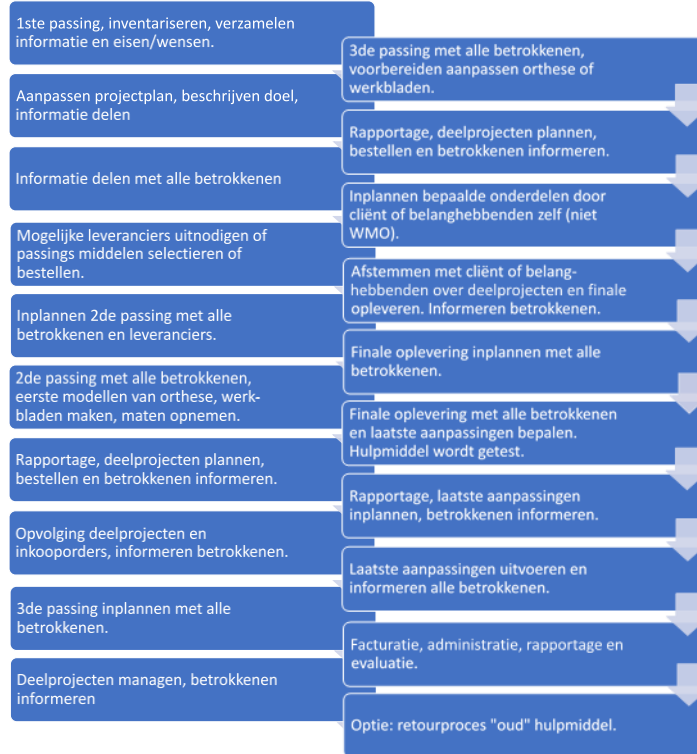 1ste passing, inventariseren, verzamelen
informatie en eisen/wensen.
Aanpassen projectplan, beschrijven doel,
informatie delen
Informatie delen met alle betrokkenen
Mogelijke leveranciers uitnodigen of
passings middelen selectieren of
bestellen.
Inplannen 2de passing met alle
betrokkenen en leveranciers.
2de passing met alle betrokkenen,
eerste modellen van orthese, werk-
bladen maken, maten opnemen.
Rapportage, deelprojecten plannen,
bestellen en betrokkenen informeren.
Opvolging deelprojecten en
inkooporders, informeren betrokkenen.
3de passing inplannen met alle
betrokkenen.
Deelprojecten managen, betrokkenen
informeren
3de passing met alle betrokkenen,
voorbereiden aanpassen orthese of
werkbladen.
Rapportage, deelprojecten plannen,
bestellen en betrokkenen informeren.
Inplannen bepaalde onderdelen door
cliënt of belanghebbenden zelf (niet
WMO).
Afstemmen met cliënt of belang-
hebbenden over deelprojecten en finale
opleveren. Informeren betrokkenen.
Finale oplevering inplannen met alle
betrokkenen.
Finale oplevering met alle betrokkenen
en laatste aanpassingen bepalen.
Hulpmiddel wordt getest.
Rapportage, laatste aanpassingen
inplannen, betrokkenen informeren.
Laatste aanpassingen uitvoeren en
informeren alle betrokkenen.
Facturatie, administratie, rapportage en
evaluatie.
Optie: retourproces "oud" hulpmiddel.